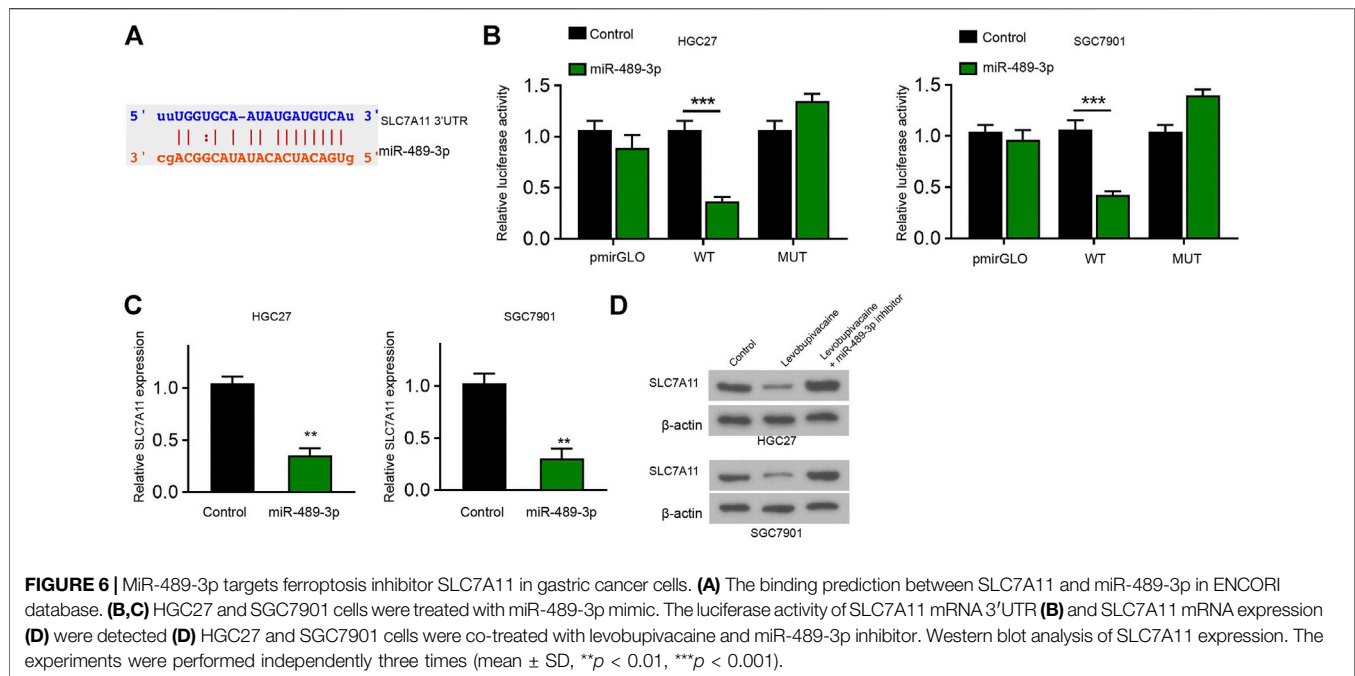 A
5' uuUGGUGCA-AUAUGAUGUCAu 3' SLC7A11 3'UTR
|| :| | || ||||||||
3' cgACGGCAUAUACACUACAGUg 5' miR-489-3p
B
Control
miR-489-3p
HGC27
Relative luciferase activity
1.5
1.0
0.5
0.0
***
pmirGLO WT MUT
Control
miR-489-3p
SGC7901
Relative luciferase activity
1.5
1.0
0.5
0.0
***
pmirGLO WT MUT
C
HGC27
Relative SLC7A11 expression
1.0
0.5
0.0
**
Control miR-489-3p
SGC7901
Relative SLC7A11 expression
1.0
0.5
0.0
**
Control miR-489-3p
D
Control
Levobupivacaine
Levobupivacaine
+ miR-489-3p inhibitor
SLC7A11
β-actin
HGC27
SLC7A11
β-actin
SGC7901
FIGURE 6 | MiR-489-3p targets ferroptosis inhibitor SLC7A11 in gastric cancer cells. (A) The binding prediction between SLC7A11 and miR-489-3p in ENCORI
database. (B,C) HGC27 and SGC7901 cells were treated with miR-489-3p mimic. The luciferase activity of SLC7A11 mRNA 3′UTR (B) and SLC7A11 mRNA expression
(D) were detected (D) HGC27 and SGC7901 cells were co-treated with levobupivacaine and miR-489-3p inhibitor. Western blot analysis of SLC7A11 expression. The
experiments were performed independently three times (mean ± SD, **p < 0.01, ***p < 0.001).